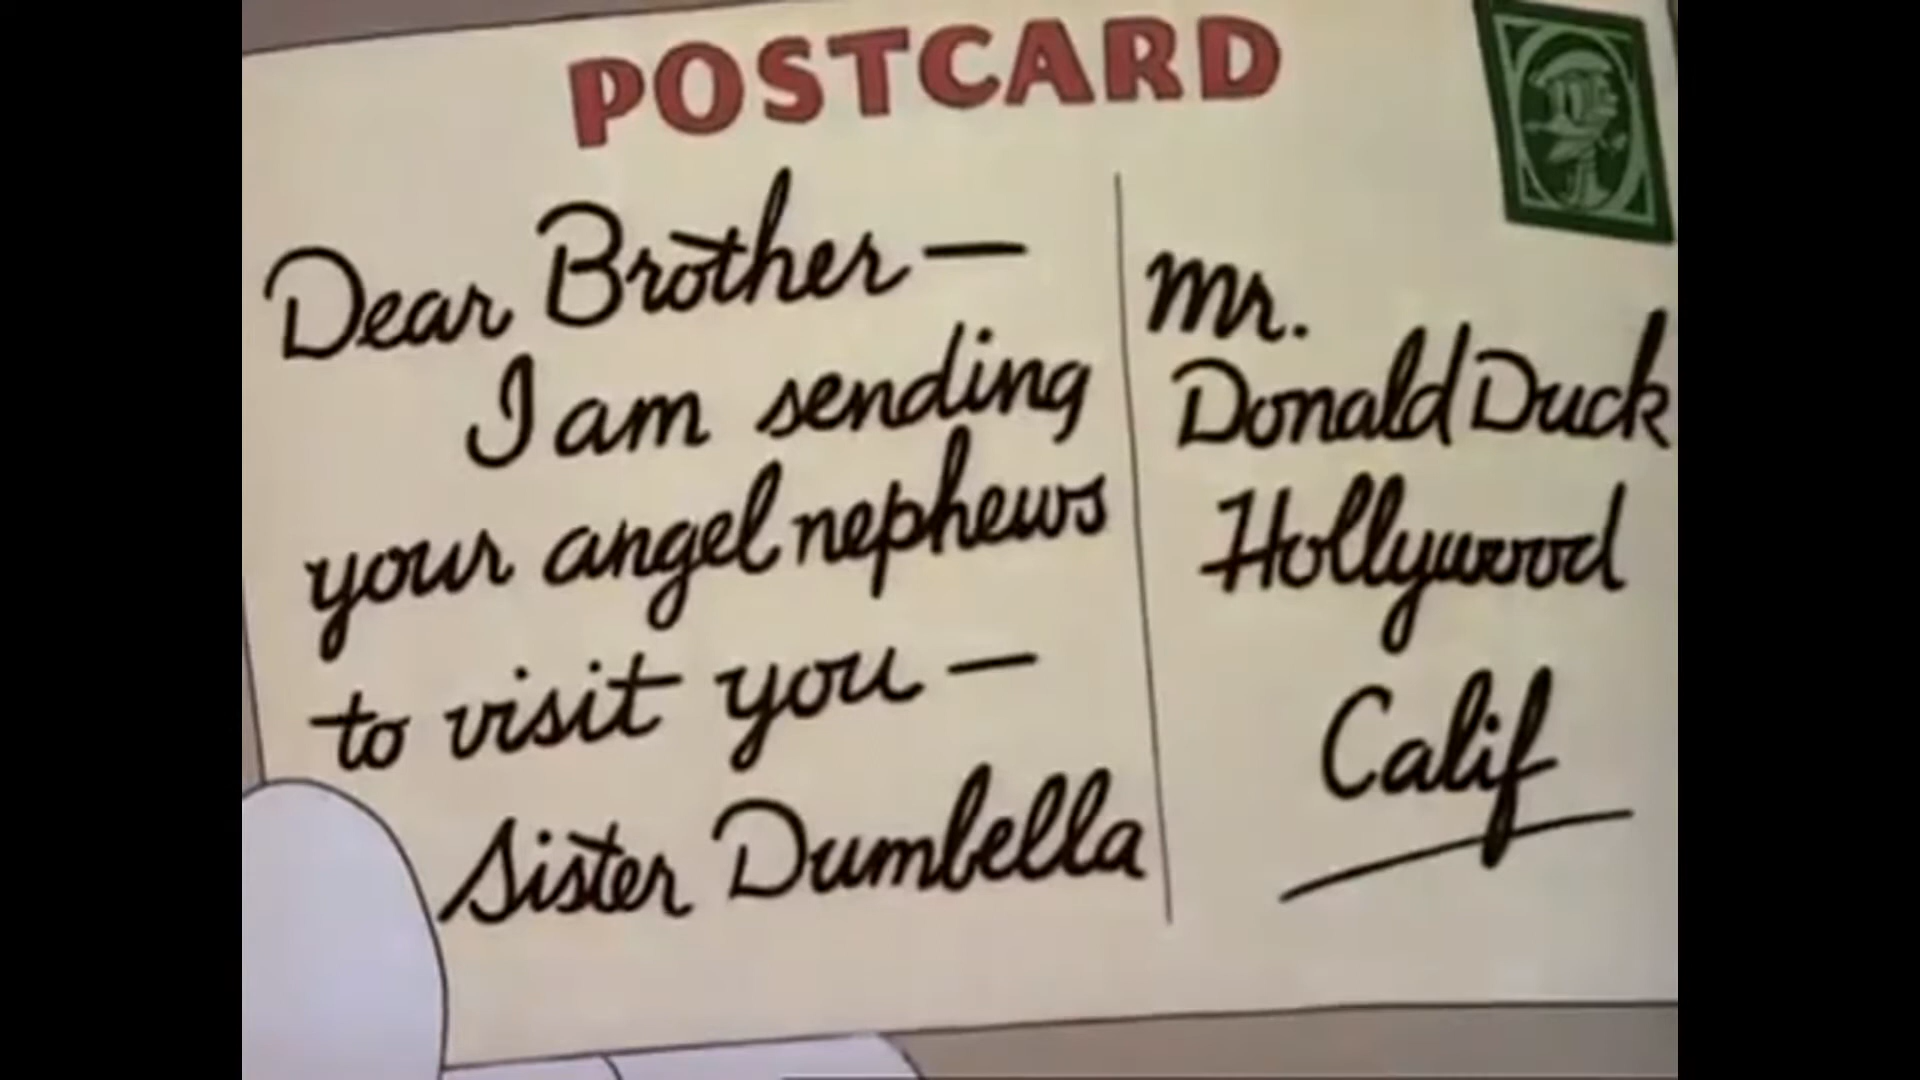 POSTCARD
Dear Brother—
I am sending
your angel nephews
to visit you—
Sister Dumbella
Mr.
Donald Duck
Hollywood
Calif